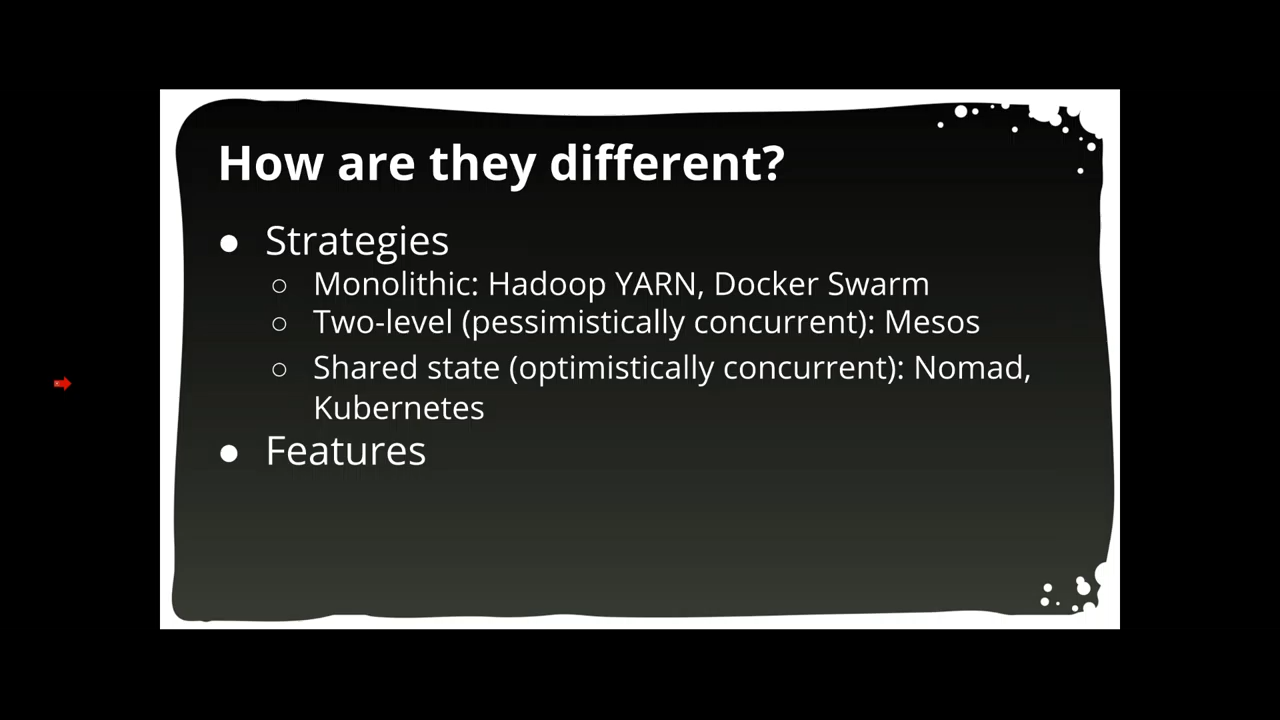 How are they different?
● Strategies
○ Monolithic: Hadoop YARN, Docker Swarm
○ Two-level (pessimistically concurrent): Mesos
○ Shared state (optimistically concurrent): Nomad,
Kubernetes
● Features